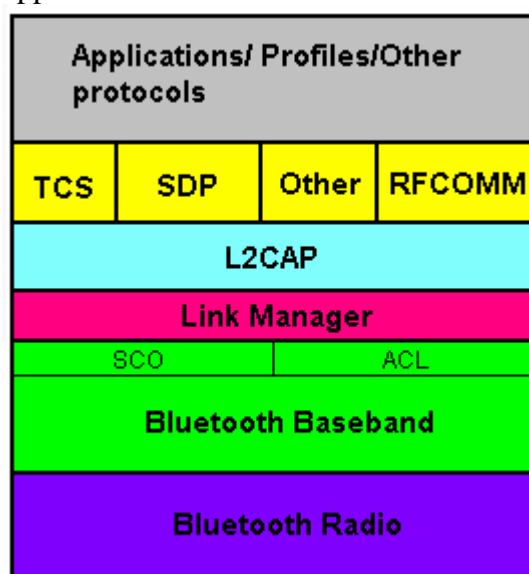 Applications/ Profiles/Other
protocols
TCS SDP Other RFCOMM
L2CAP
Link Manager
SCO ACL
Bluetooth Baseband
Bluetooth Radio